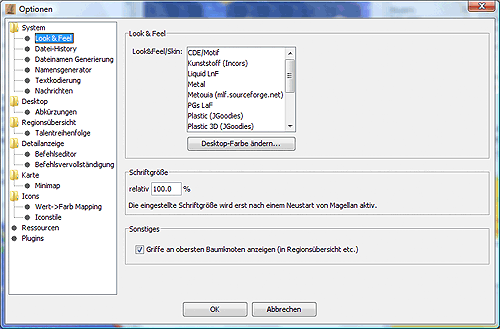 Optionen
System
Look & Feel
Datei-History
Dateinamen Generierung
Namensgenerator
Textkodierung
Nachrichten
Desktop
Abkürzungen
Regionsübersicht
Talentreihenfolge
Detailanzeige
Befehlseditor
Befehlsvervollständigung
Karte
Minimap
Icons
Wert->Farb Mapping
Iconstile
Ressourcen
Plugins
Look & Feel
Look&Feel/Skin:
CDE/Motif
Kunststoff (Incors)
Liquid LnF
Metal
Metouia (mlf.sourceforge.net)
PGs LaF
Plastic (JGoodies)
Plastic 3D (JGoodies)
Desktop-Farbe ändern...
Schriftgröße
relativ 100.0 %
Die eingestellte Schriftgröße wird erst nach einem Neustart von Magellan aktiv.
Sonstiges
Griffe an obersten Baumknoten anzeigen (in Regionsübersicht etc.)
OK Abbrechen